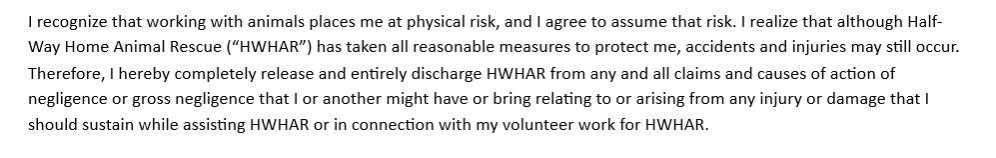 I recognize that working with animals places me at physical risk, and I agree to assume that risk. I realize that although Half-
Way Home Animal Rescue (“HWHAR”) has taken all reasonable measures to protect me, accidents and injuries may still occur.
Therefore, I hereby completely release and entirely discharge HWHAR from any and all claims and causes of action of
negligence or gross negligence that I or another might have or bring relating to or arising from any injury or damage that I
should sustain while assisting HWHAR or in connection with my volunteer work for HWHAR.